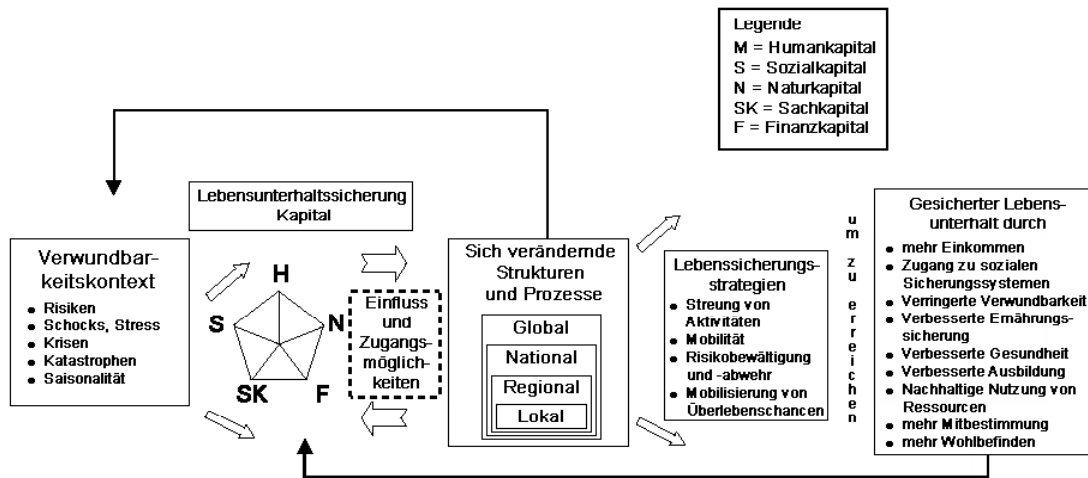 Legende
M = Humankapital
S = Sozialkapital
N = Naturkapital
SK = Sachkapital
F = Finanzkapital
Lebensunterhaltssicherung
Kapital
Verwundbar-
keitskontext
• Risiken
• Schocks, Stress
• Krisen
• Katastrophen
• Saisonalität
H
S
N
SK
F
Einfluss
und
Zugangs-
möglich-
keiten
Sich verändernde
Strukturen
und Prozesse
Global
National
Regional
Lokal
Lebenssicherungs-
strategien
• Streung von
Aktivitäten
• Mobilität
• Risikobewältigung
und -abwehr
• Mobilisierung von
Überlebenschancen
um zu erreichen
Gesicherter Lebens-
unterhalt durch
• mehr Einkommen
• Zugang zu sozialen
Sicherungssystemen
• Verringerte Verwundbarkeit
• Verbesserte Ernährungs-
sicherung
• Verbesserte Gesundheit
• Verbesserte Ausbildung
• Nachhaltige Nutzung von
Ressourcen
• mehr Mitbestimmung
• mehr Wohlbefinden